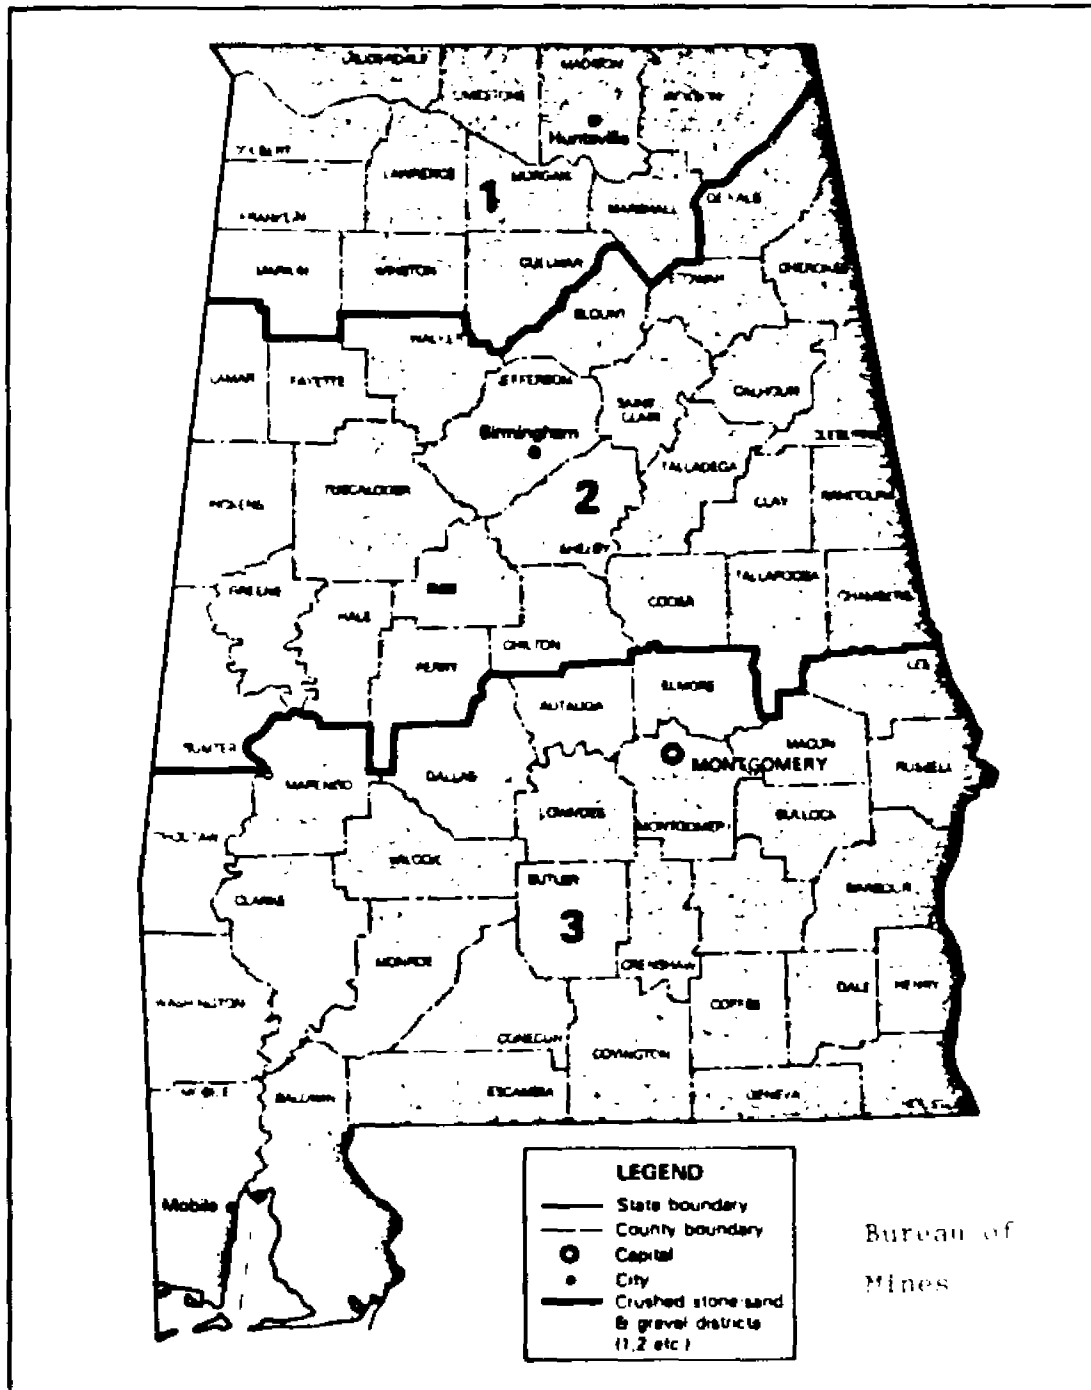 MADISON
LIMESTONE
JACKSON
Huntsville
LAWRENCE
MORGAN
1
MARSHALL
FRANKLIN
WINSTON
CULLMAN
CHEROKEE
BLOUNT
WALKER
LAMAR
FAYETTE
JEFFERSON
SAINT
CLAIR
CALHOUN
Birmingham
TALLADEGA
PICKENS
TUSCALOOSA
2
CLAY
RANDOLPH
SHELBY
GREENE
HALE
BIBB
COOSA
TALLAPOOSA
CHAMBERS
CHILTON
PERRY
LEE
ELMORE
AUTAUGA
SUMTER
MACON
MONTGOMERY
RUSSELL
MARENGO
DALLAS
LOWNDES
MONTGOMERY
BULLOCK
WILCOX
BUTLER
BARBOUR
CLARKE
3
MONROE
CRENSHAW
WASHINGTON
COFFEE
DALE
HENRY
CONECUH
COVINGTON
BALDWIN
ESCAMBIA
GENEVA
Mobile
LEGEND
State boundary
County boundary
Capital
City
Crushed stone-sand
& gravel districts
(1,2 etc.)
Bureau of
Mines